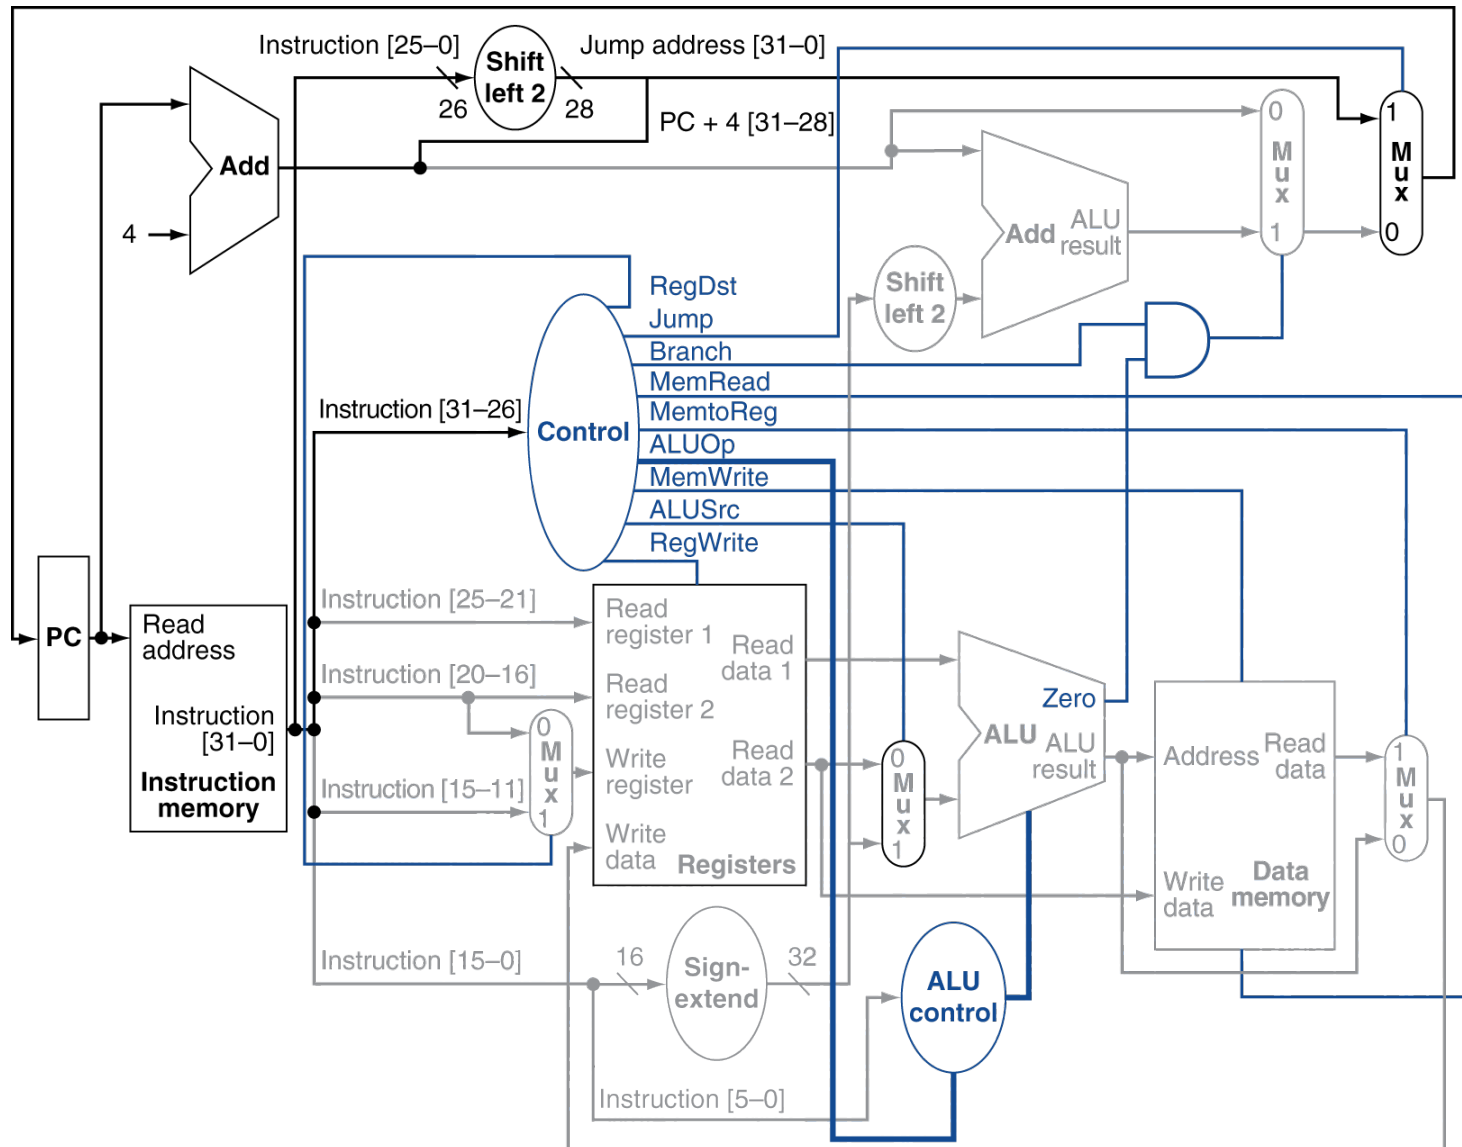 Instruction [25–0]
Shift
left 2
Jump address [31–0]
26
28
PC + 4 [31–28]
Add
4
0
M
u
x
1
1
M
u
x
0
Add
ALU
result
Shift
left 2
RegDst
Jump
Branch
MemRead
MemtoReg
ALUOp
MemWrite
ALUSrc
RegWrite
Instruction [31–26]
Control
PC
Read
address
Instruction
[31–0]
Instruction
memory
Instruction [25–21]
Instruction [20–16]
Instruction [15–11]
0
M
u
x
1
Read
register 1
Read
register 2
Write
register
Write
data
Read
data 1
Read
data 2
Registers
0
M
u
x
1
Zero
ALU
ALU
result
Address
Read
data
Write
data
Data
memory
1
M
u
x
0
Instruction [15–0]
16
Sign-
extend
32
ALU
control
Instruction [5–0]